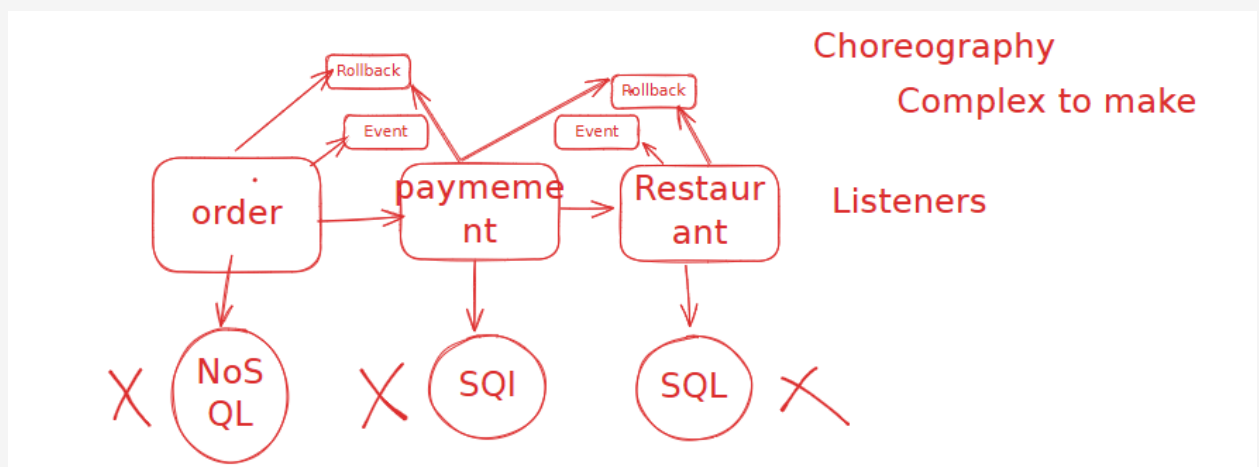 Choreography
Rollback
Rollback
Complex to make
Event
Event
order
paymeme
nt
Restaur
ant
Listeners
NoS
QL
SQl
SQL